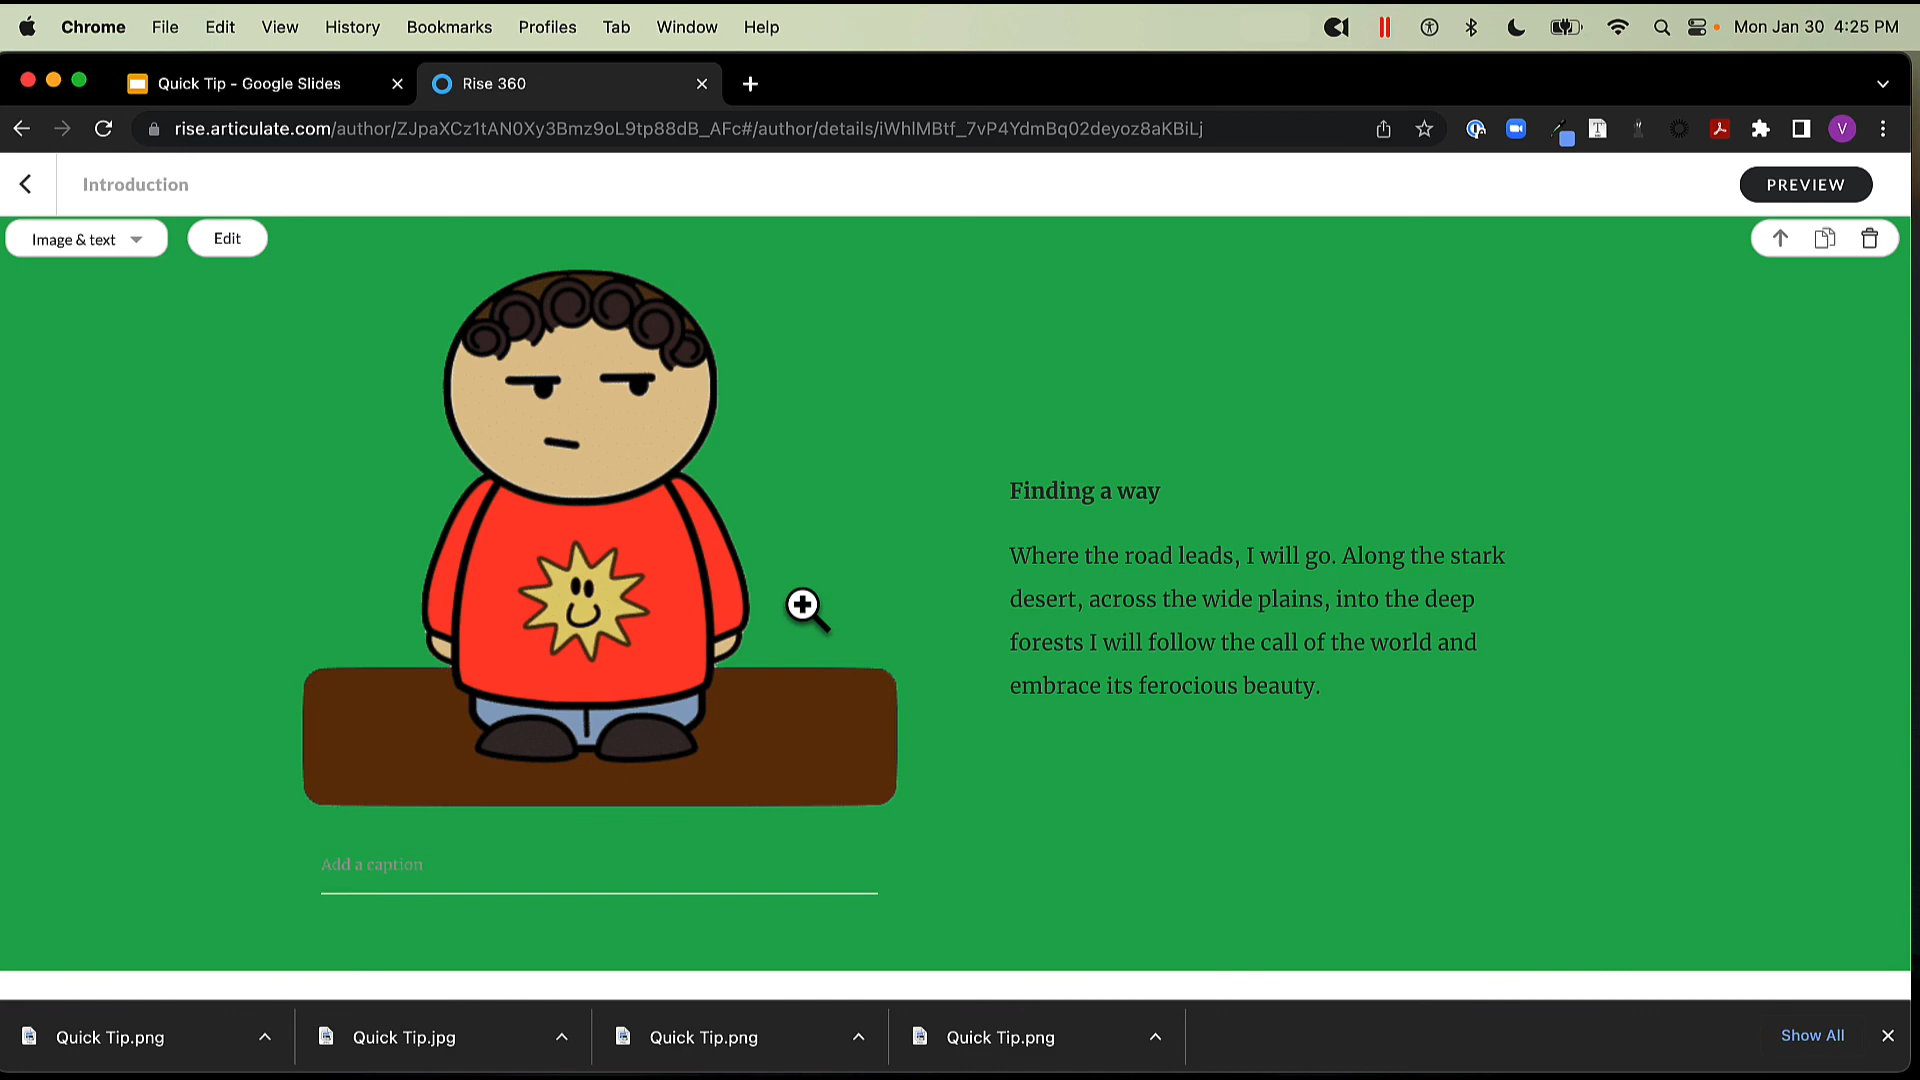 Chrome File Edit View History Bookmarks Profiles Tab Window Help Mon Jan 30 4:25 PM
Quick Tip - Google Slides Rise 360
rise.articulate.com/author/ZJpaXCz1tAN0Xy3Bmz9oL9tp88dB_AFc#/author/details/iWhlMBtf_7vP4YdmBq02deyoz8aKBiLj V
Introduction PREVIEW
Image & text Edit
Finding a way
Where the road leads, I will go. Along the stark
desert, across the wide plains, into the deep
forests I will follow the call of the world and
embrace its ferocious beauty.
Add a caption
Quick Tip.png Quick Tip.jpg Quick Tip.png Quick Tip.png Show All